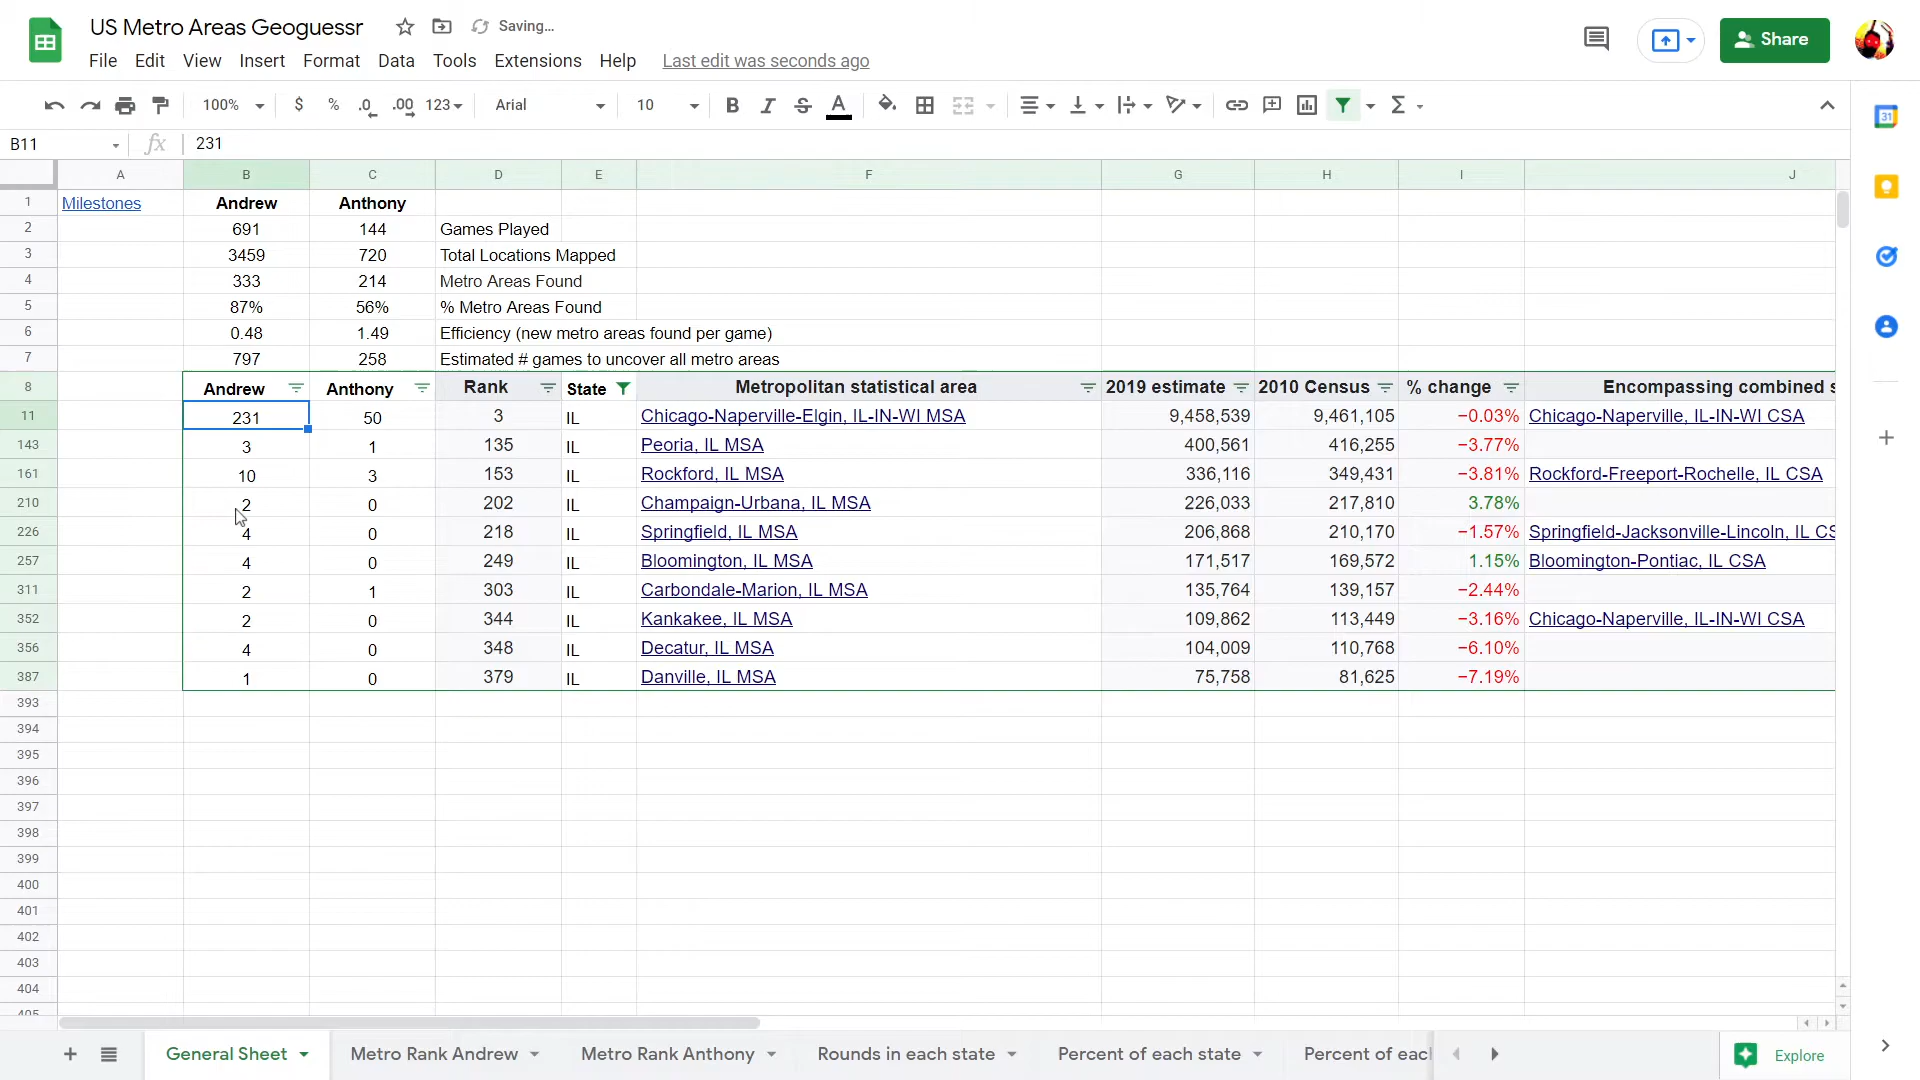 US Metro Areas Geoguessr Saving...
File Edit View Insert Format Data Tools Extensions Help Last edit was seconds ago
Share
100% $ % .0 .00 123 Arial 10 B I S A Σ
B11 fx 231
A B C D E F G H I J
1 Milestones Andrew Anthony
2 691 144 Games Played
3 3459 720 Total Locations Mapped
4 333 214 Metro Areas Found
5 87% 56% % Metro Areas Found
6 0.48 1.49 Efficiency (new metro areas found per game)
7 797 258 Estimated # games to uncover all metro areas
8 Andrew Anthony Rank State Metropolitan statistical area 2019 estimate 2010 Census % change Encompassing combined s
11 231 50 3 IL Chicago-Naperville-Elgin, IL-IN-WI MSA 9,458,539 9,461,105 −0.03% Chicago-Naperville, IL-IN-WI CSA
143 3 1 135 IL Peoria, IL MSA 400,561 416,255 −3.77%
161 10 3 153 IL Rockford, IL MSA 336,116 349,431 −3.81% Rockford-Freeport-Rochelle, IL CSA
210 2 0 202 IL Champaign-Urbana, IL MSA 226,033 217,810 3.78%
226 4 0 218 IL Springfield, IL MSA 206,868 210,170 −1.57% Springfield-Jacksonville-Lincoln, IL CS
257 4 0 249 IL Bloomington, IL MSA 171,517 169,572 1.15% Bloomington-Pontiac, IL CSA
311 2 1 303 IL Carbondale-Marion, IL MSA 135,764 139,157 −2.44%
352 2 0 344 IL Kankakee, IL MSA 109,862 113,449 −3.16% Chicago-Naperville, IL-IN-WI CSA
356 4 0 348 IL Decatur, IL MSA 104,009 110,768 −6.10%
387 1 0 379 IL Danville, IL MSA 75,758 81,625 −7.19%
393
394
395
396
397
398
399
400
401
402
403
404
405
31
General Sheet Metro Rank Andrew Metro Rank Anthony Rounds in each state Percent of each state Percent of eac Explore